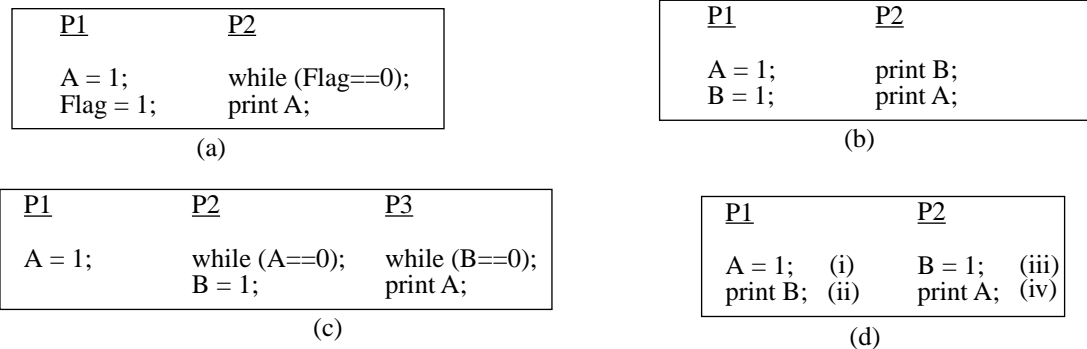 P1 P2
A = 1; while (Flag==0);
Flag = 1; print A;
(a)
P1 P2
A = 1; print B;
B = 1; print A;
(b)
P1 P2 P3
A = 1; while (A==0); while (B==0);
B = 1; print A;
(c)
P1 P2
A = 1; (i) B = 1; (iii)
print B; (ii) print A; (iv)
(d)